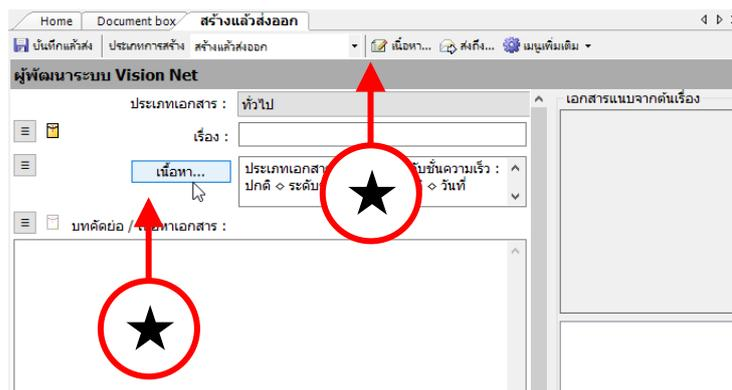 Home Document box สร้างแล้วส่งออก
บันทึกแล้วส่ง ประเภทการสร้าง สร้างแล้วส่งออก เนื้อหา... ส่งถึง... เมนูเพิ่มเติม
ผู้พัฒนาระบบ Vision Net
ประเภทเอกสาร : ทั่วไป
เอกสารแนบจากต้นเรื่อง
เรื่อง :
เนื้อหา...
ประเภทเอกสาร ชั้นความเร็ว :
ปกติ ◇ ◇ วันที่
บทคัดย่อ / เอกสาร :